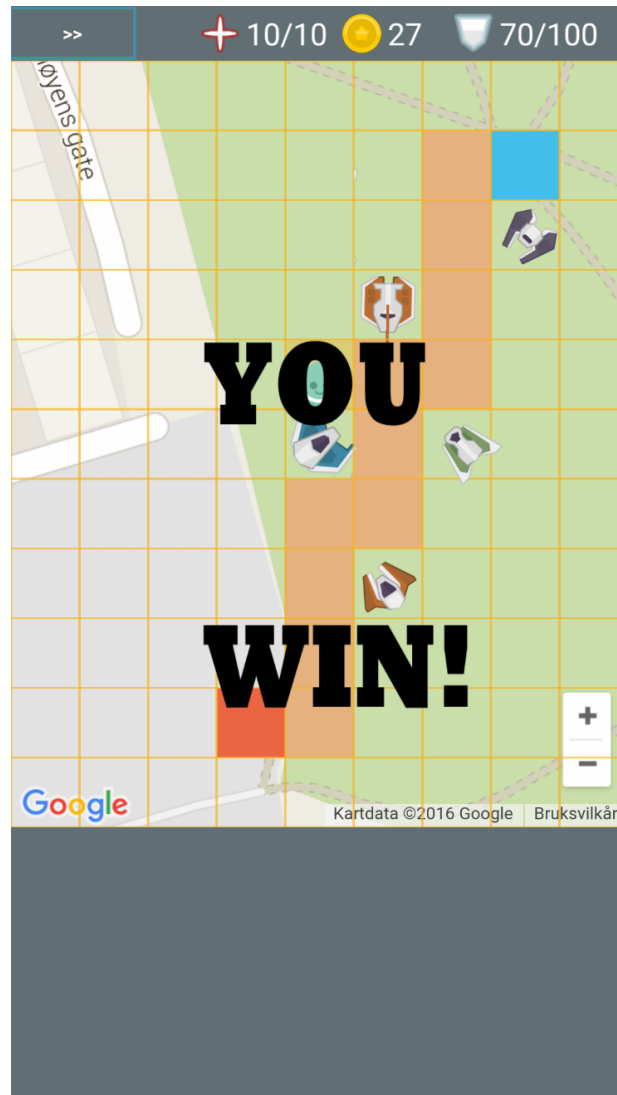 >> 10/10 27 70/100
øyens gate
YOU
WIN!
+
−
Google Kartdata ©2016 Google Bruksvilkår